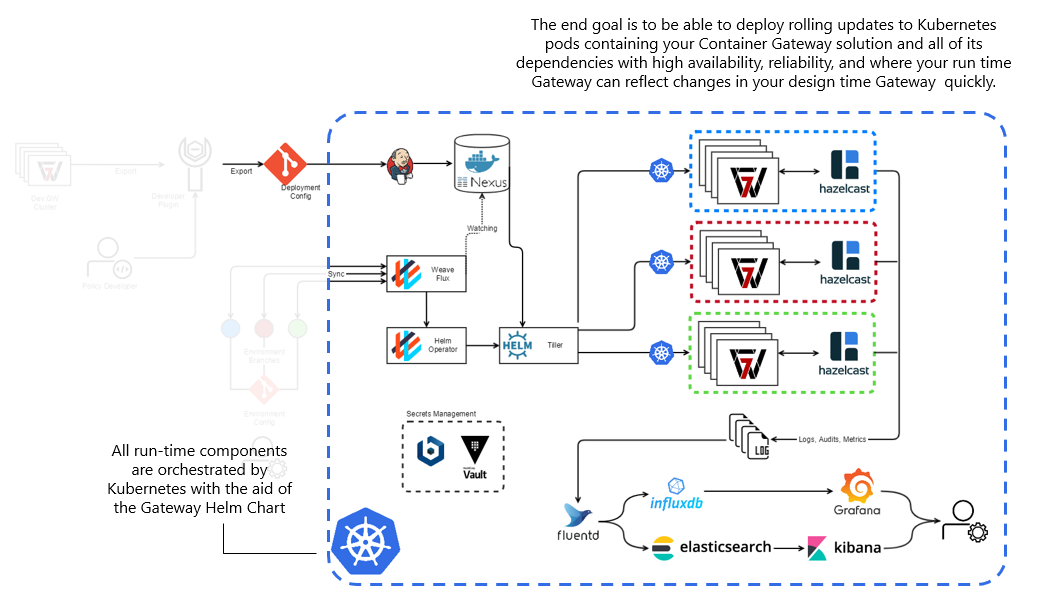 The end goal is to be able to deploy rolling updates to Kubernetes
pods containing your Container Gateway solution and all of its
dependencies with high availability, reliability, and where your run time
Gateway can reflect changes in your design time Gateway  quickly.
Export
Developer
Plugin
Dev GW
Cluster
Policy Developer
Export
Deployment
Config
Nexus
hazelcast
Watching
Sync
Weave
Flux
hazelcast
Helm
Operator
HELM
Tiller
hazelcast
Environment
Branches
Environment
Config
Secrets Management
Vault
LOG
Logs, Audits, Metrics
All run-time components
are orchestrated by
Kubernetes with the aid of
the Gateway Helm Chart
fluentd
influxdb
Grafana
elasticsearch
kibana